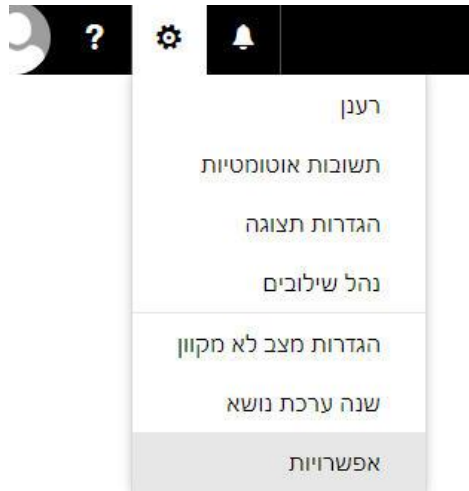 ?
רענן
תשובות אוטומטיות
הגדרות תצוגה
נהל שילובים
הגדרות מצב לא מקוון
שנה ערכת נושא
אפשרויות